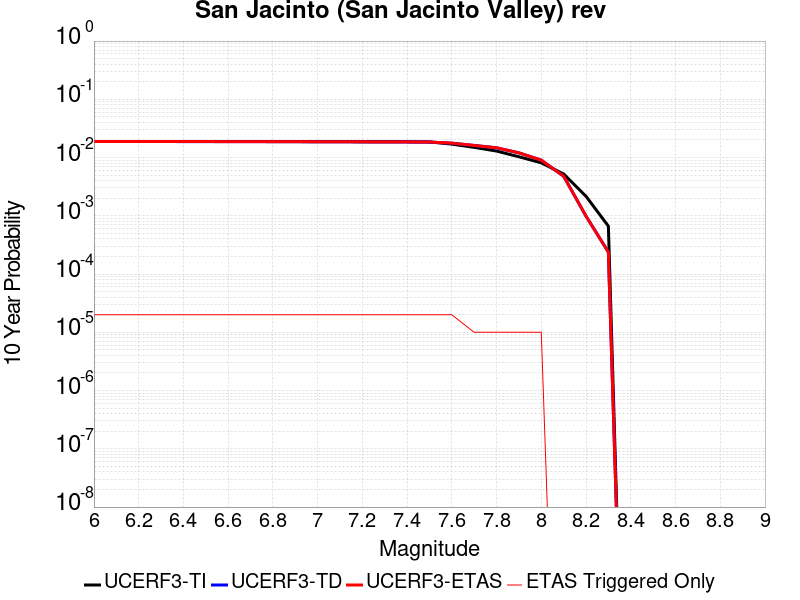 San Jacinto (San Jacinto Valley) rev
10 Year Probability
10^0
10^-1
10^-2
10^-3
10^-4
10^-5
10^-6
10^-7
10^-8
6 6.2 6.4 6.6 6.8 7 7.2 7.4 7.6 7.8 8 8.2 8.4 8.6 8.8 9
Magnitude
UCERF3-TI UCERF3-TD UCERF3-ETAS ETAS Triggered Only